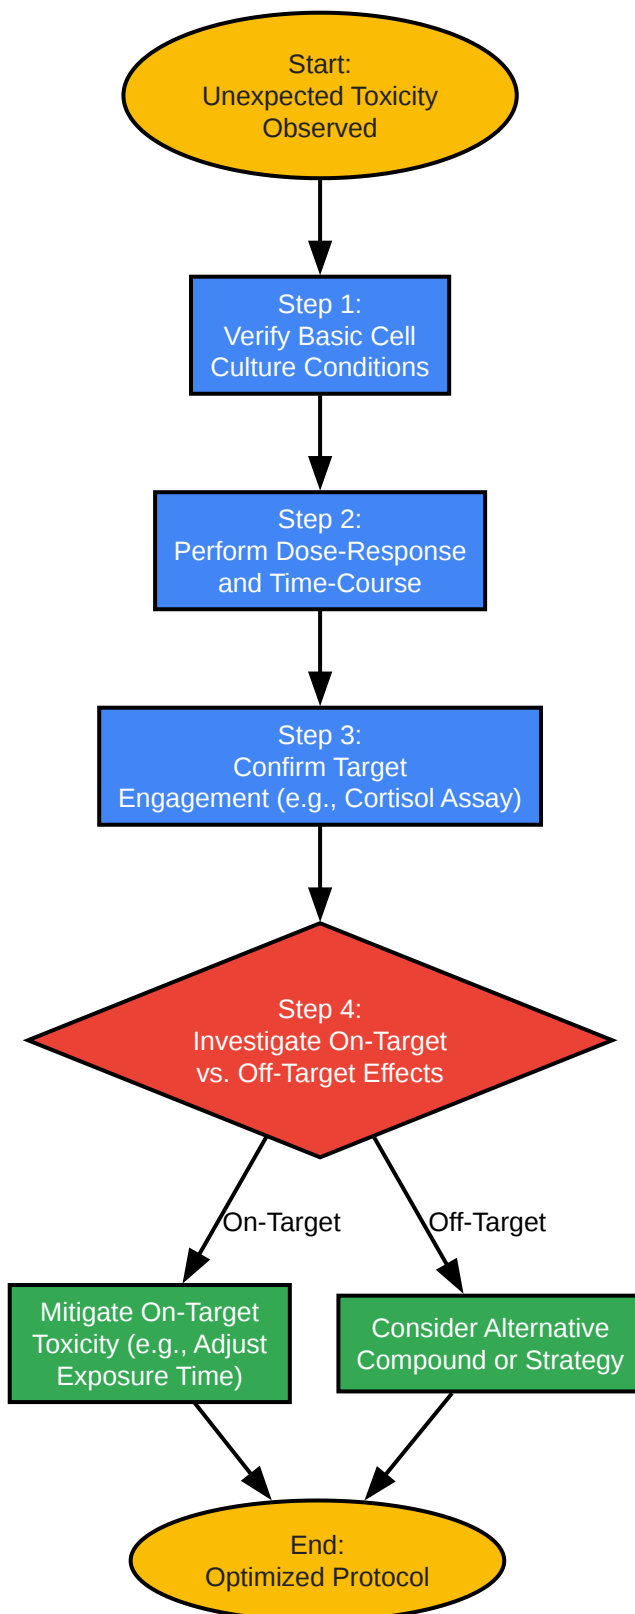 Start:
Unexpected Toxicity
Observed
Step 1:
Verify Basic Cell
Culture Conditions
Step 2:
Perform Dose-Response
and Time-Course
Step 3:
Confirm Target
Engagement (e.g., Cortisol Assay)
Step 4:
Investigate On-Target
vs. Off-Target Effects
On-Target
Off-Target
Mitigate On-Target
Toxicity (e.g., Adjust
Exposure Time)
Consider Alternative
Compound or Strategy
End:
Optimized Protocol